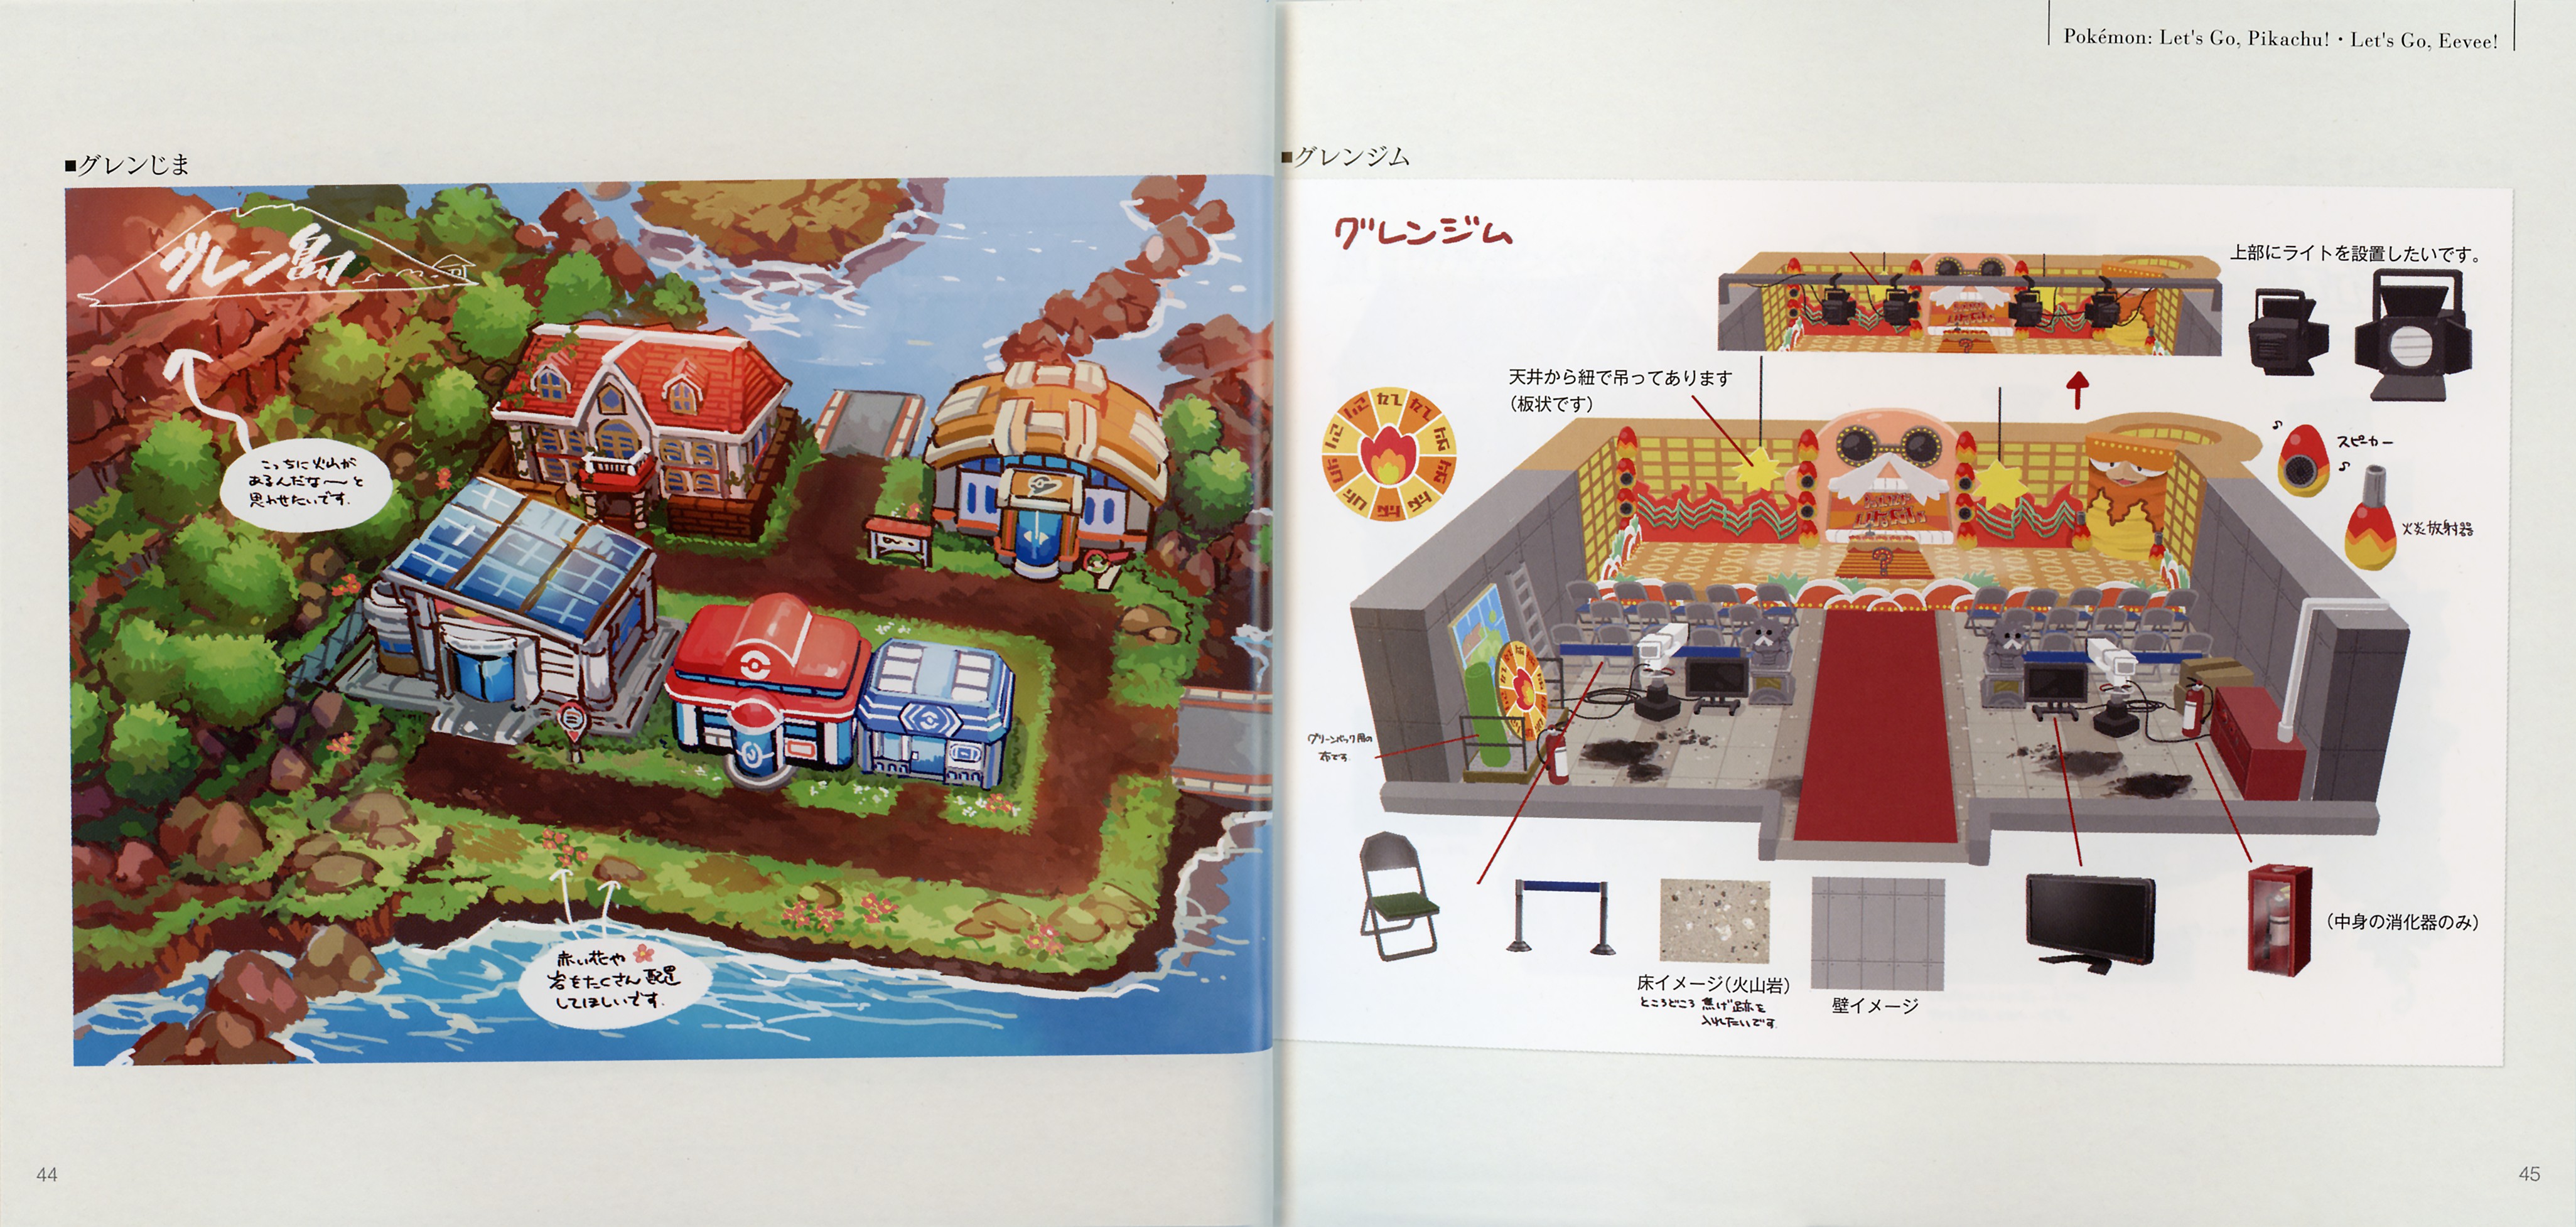 Pokémon: Let's Go, Pikachu!・Let's Go, Eevee!
■グレンじま
グレン島
こっちに火山が
あるんだな〜と
思わせたいです。
赤い花や
岩をたくさん配置
してほしいです。
44
■グレンジム
グレンジム
上部にライトを設置したいです。
天井から紐で吊ってあります
（板状です）
スピーカー
火炎放射器
グリーンバック用の
布です
床イメージ（火山岩）
ところどころ焦げ跡を
入れたいです
壁イメージ
（中身の消化器のみ）
45